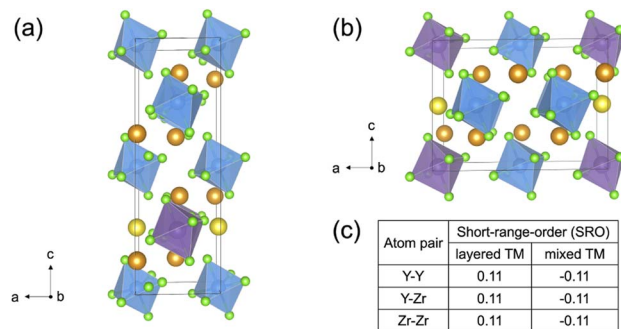 (a)
c
a
b
(b)
c
a
b
(c)
Atom pair
Short-range-order (SRO)
layered TM mixed TM
Y-Y 0.11 -0.11
Y-Zr 0.11 -0.11
Zr-Zr 0.11 -0.11